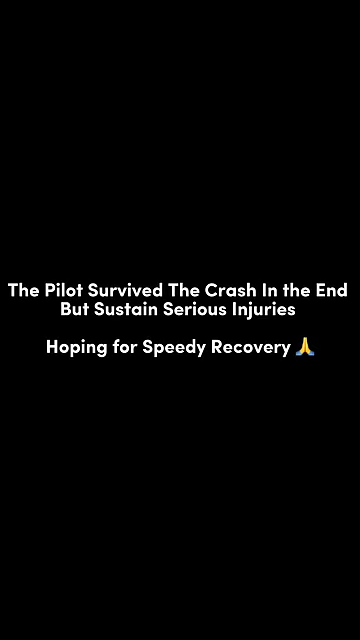 The Pilot Survived The Crash In the End
But Sustain Serious Injuries
Hoping for Speedy Recovery 🙏